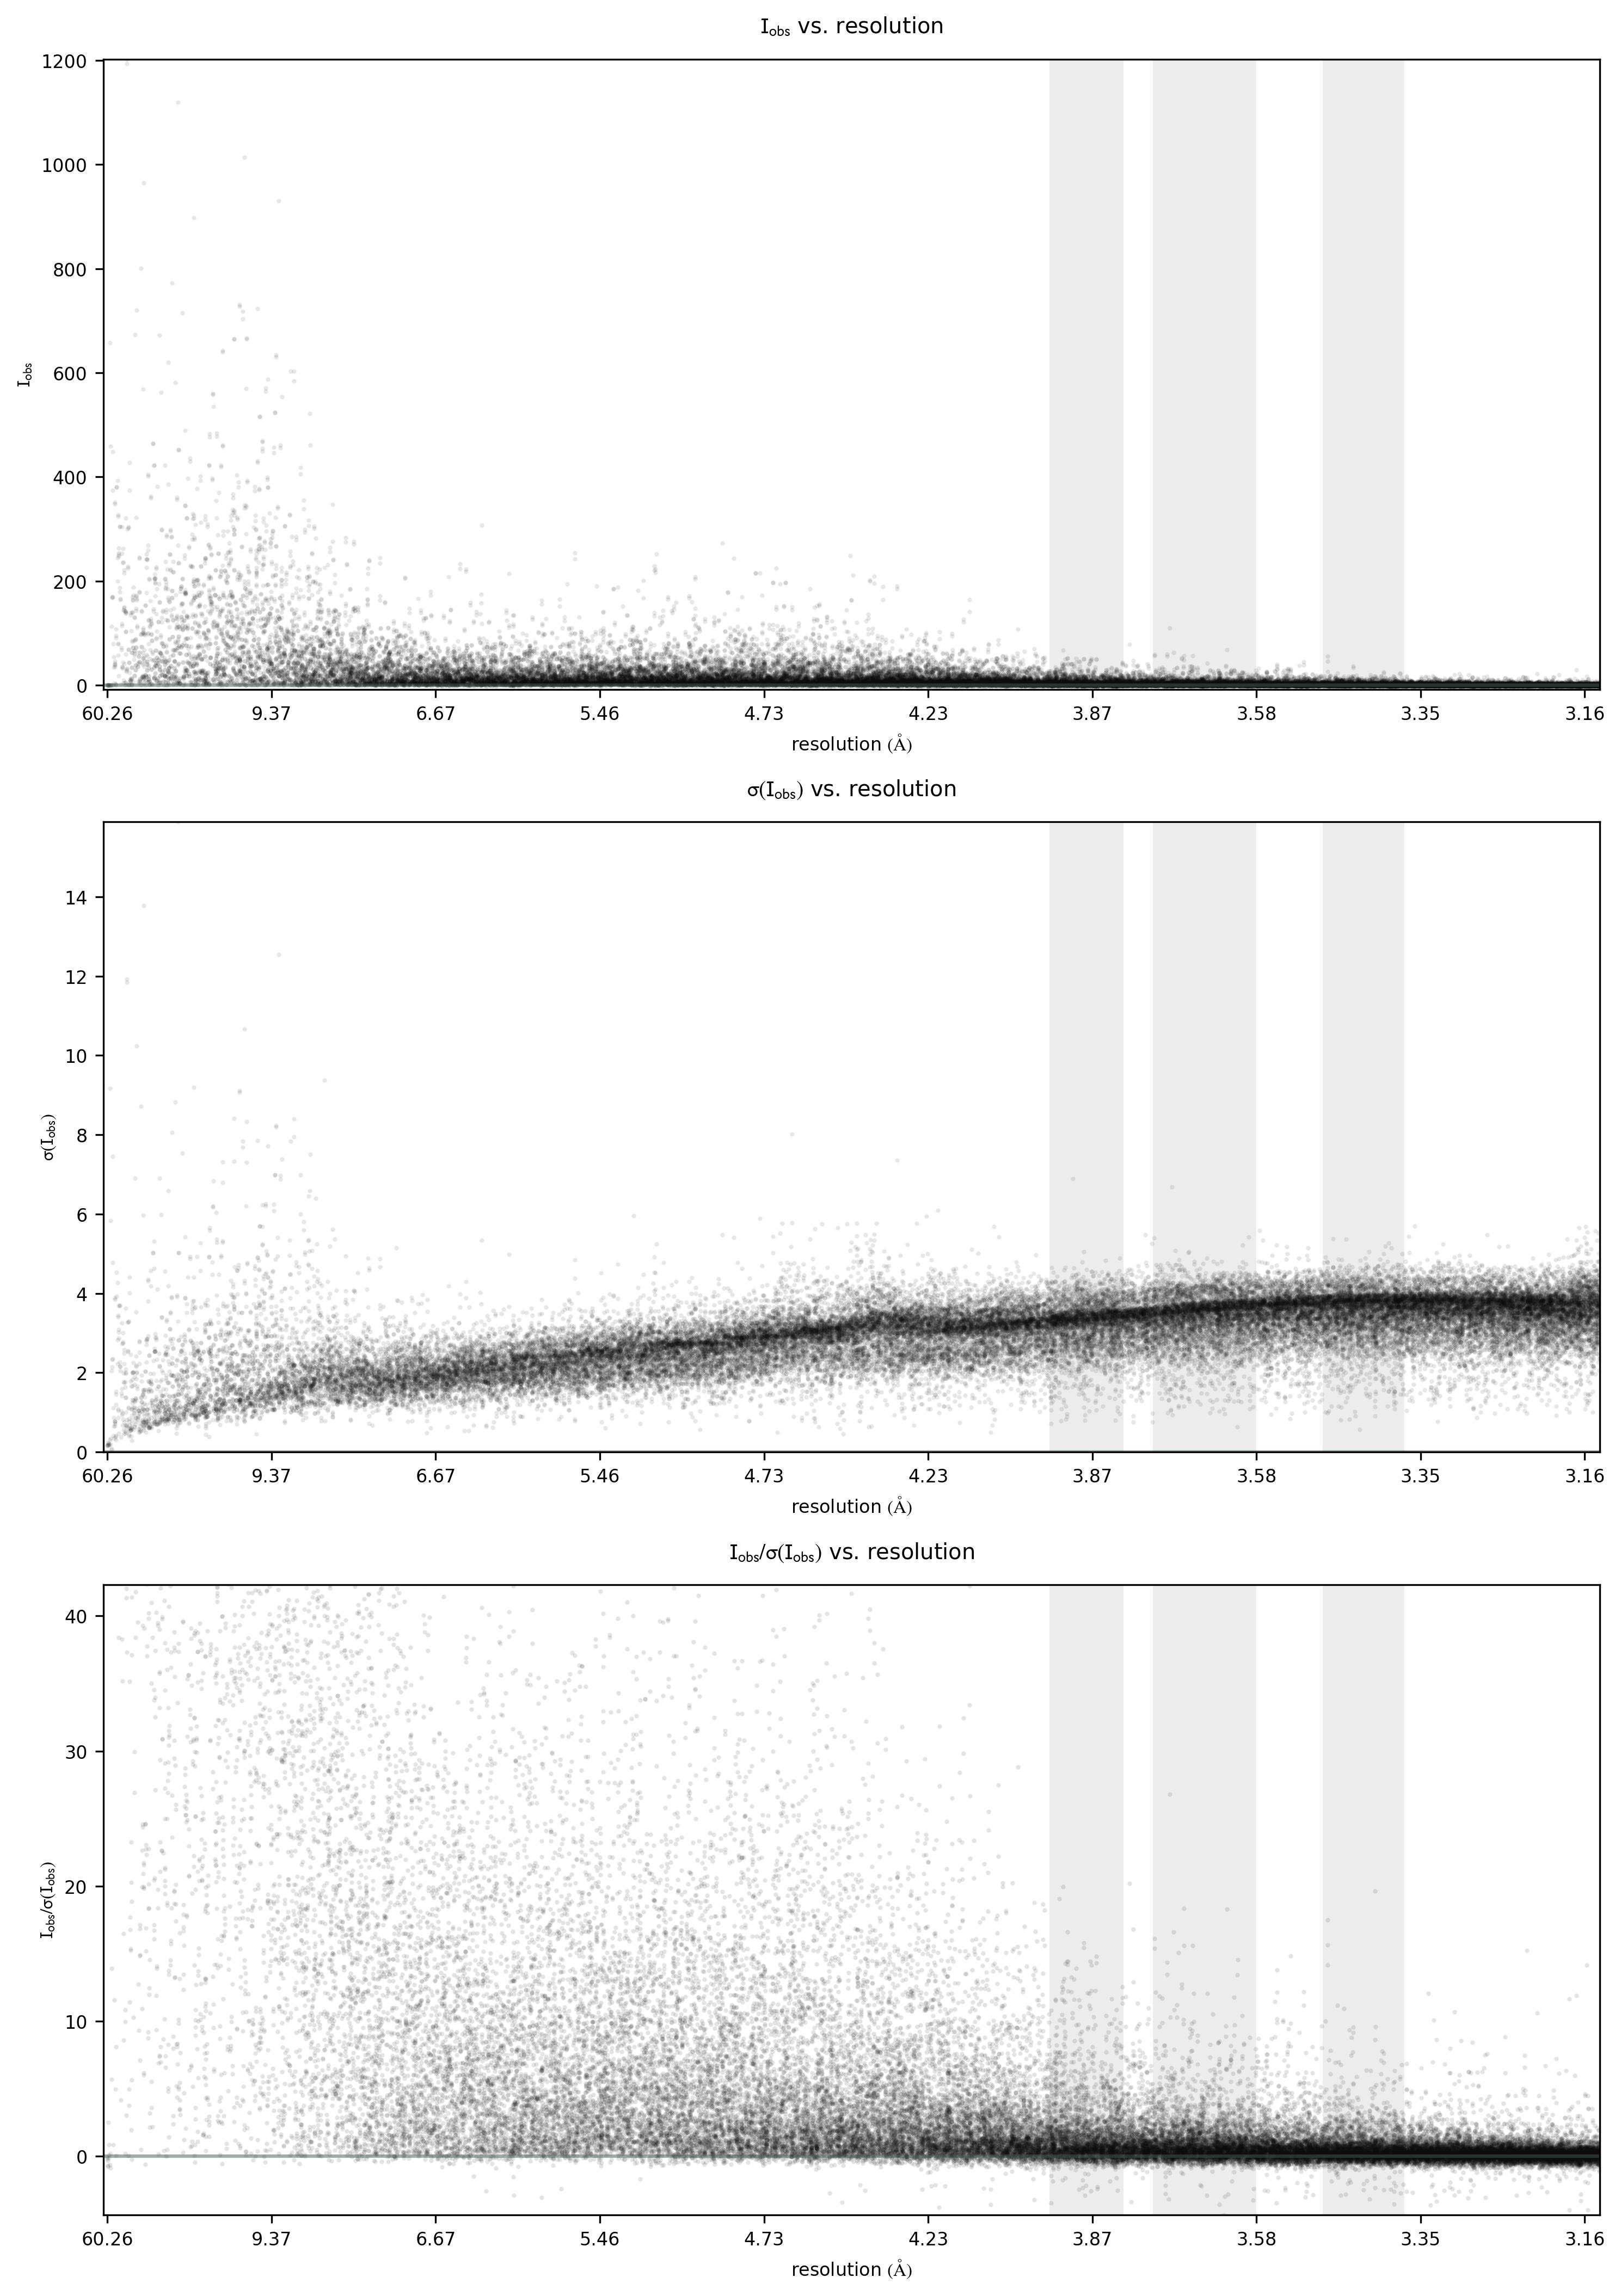 Iobs vs. resolution
1200
1000
800
600
400
200
0
Iobs
60.26 9.37 6.67 5.46 4.73 4.23 3.87 3.58 3.35 3.16
resolution (Å)
σ(Iobs) vs. resolution
14
12
10
8
6
4
2
0
σ(Iobs)
60.26 9.37 6.67 5.46 4.73 4.23 3.87 3.58 3.35 3.16
resolution (Å)
Iobs/σ(Iobs) vs. resolution
40
30
20
10
0
Iobs/σ(Iobs)
60.26 9.37 6.67 5.46 4.73 4.23 3.87 3.58 3.35 3.16
resolution (Å)